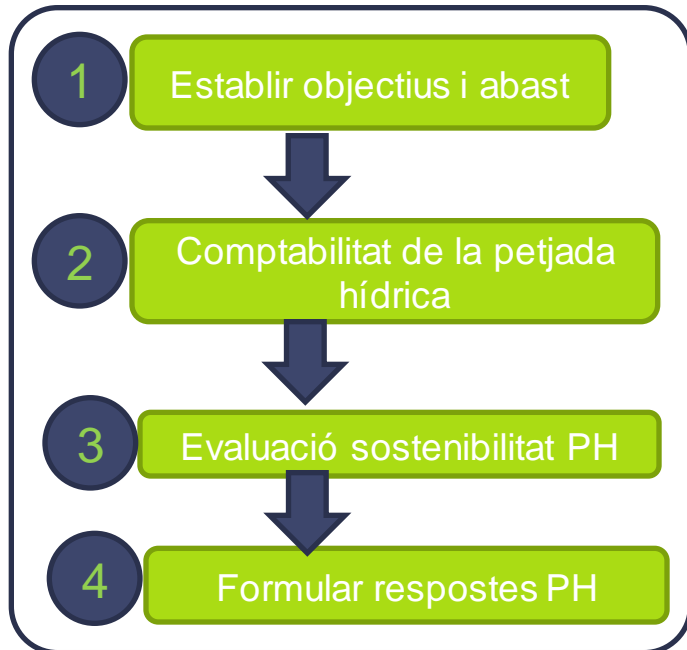 1
Establir objectius i abast
2
Comptabilitat de la petjada
hídrica
3
Evaluació sostenibilitat PH
4
Formular respostes PH